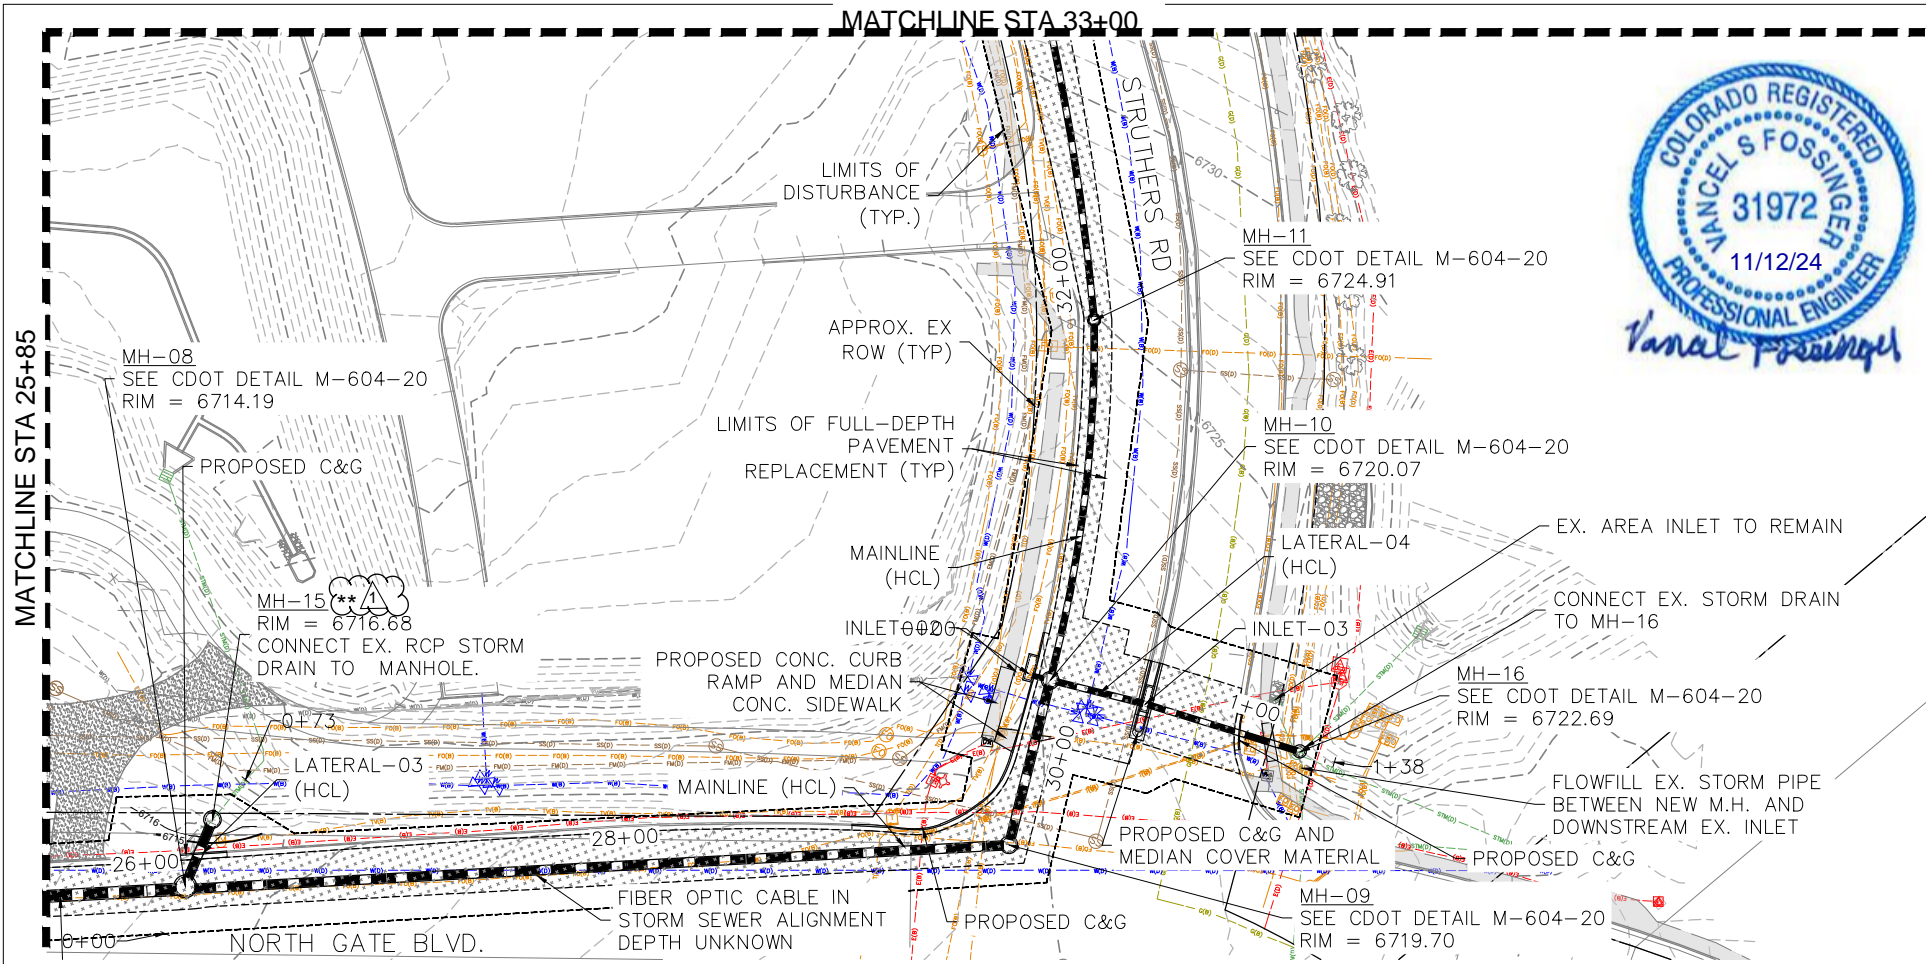 MATCHLINE STA 33+00
MATCHLINE STA 25+85
STRUTHERS RD
LIMITS OF
DISTURBANCE
(TYP.)
6730
COLORADO REGISTERED
VANCEL S FOSSINGER
31972
11/12/24
PROFESSIONAL ENGINEER
Vancel Fossinger
MH-11
SEE CDOT DETAIL M-604-20
RIM = 6724.91
32+00
APPROX. EX
ROW (TYP)
MH-08
SEE CDOT DETAIL M-604-20
RIM = 6714.19
LIMITS OF FULL-DEPTH
PAVEMENT
REPLACEMENT (TYP)
6725
MH-10
SEE CDOT DETAIL M-604-20
RIM = 6720.07
PROPOSED C&G
EX. AREA INLET TO REMAIN
MAINLINE
(HCL)
LATERAL-04
(HCL)
MH-15
** 1
RIM = 6716.68
CONNECT EX. RCP STORM
DRAIN TO MANHOLE.
CONNECT EX. STORM DRAIN
TO MH-16
INLET-03
PROPOSED CONC. CURB
RAMP AND MEDIAN
CONC. SIDEWALK
MH-16
SEE CDOT DETAIL M-604-20
RIM = 6722.69
0+73
1+00
LATERAL-03
(HCL)
MAINLINE (HCL)
30+00
1+38
FLOWFILL EX. STORM PIPE
BETWEEN NEW M.H. AND
DOWNSTREAM EX. INLET
6716
26+00
28+00
PROPOSED C&G AND
MEDIAN COVER MATERIAL
PROPOSED C&G
FIBER OPTIC CABLE IN
STORM SEWER ALIGNMENT
DEPTH UNKNOWN
PROPOSED C&G
MH-09
SEE CDOT DETAIL M-604-20
RIM = 6719.70
0+00
NORTH GATE BLVD.